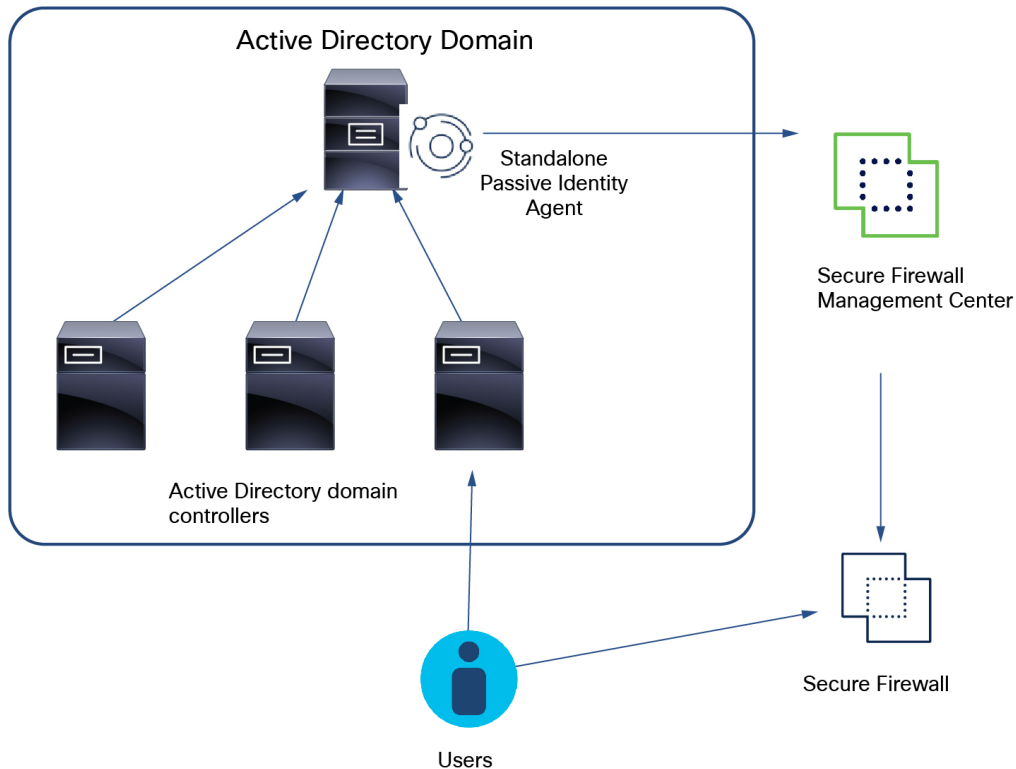 Active Directory Domain
Standalone
Passive Identity
Agent
Secure Firewall
Management Center
Active Directory domain
controllers
Secure Firewall
Users